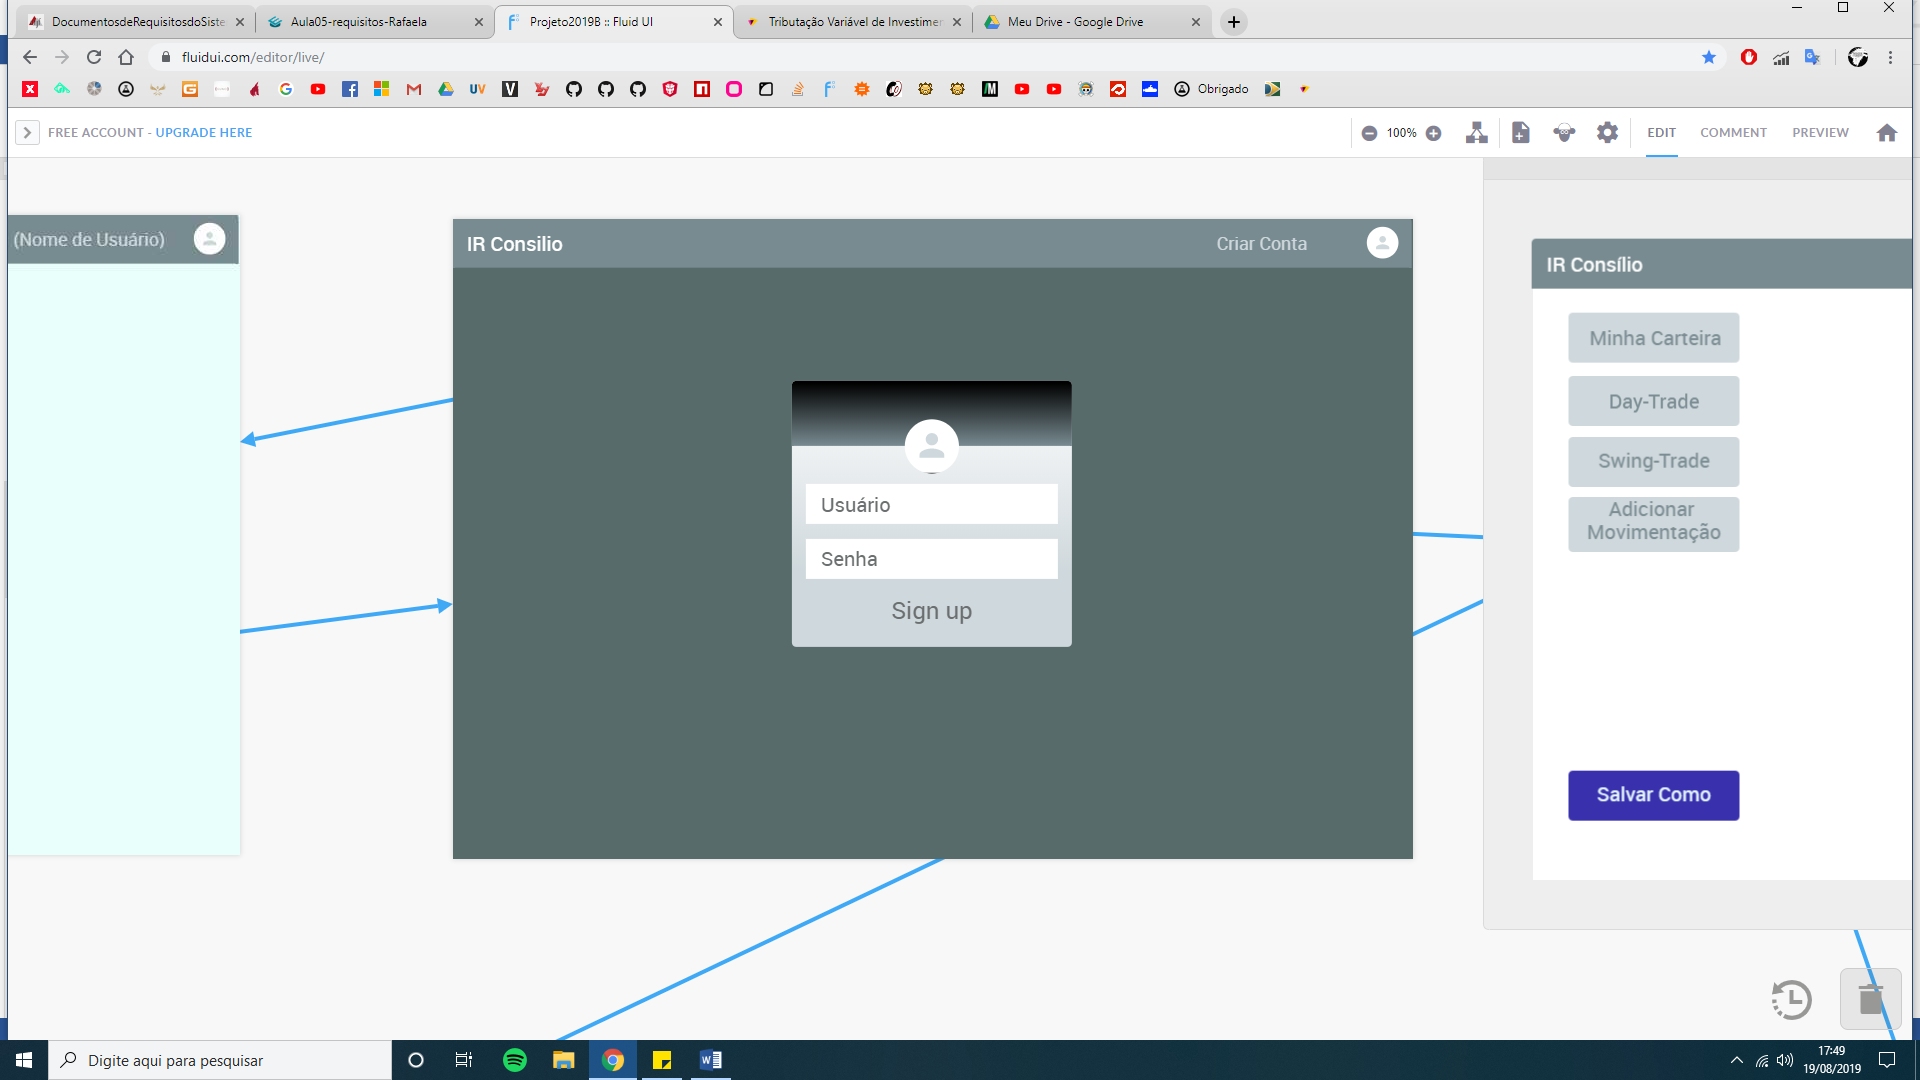 DocumentosdeRequisitosdoSiste
Aula05-requisitos-Rafaela
Projeto2019B :: Fluid UI
Tributação Variável de Investimen
Meu Drive - Google Drive
fluidui.com/editor/live/
Obrigado
FREE ACCOUNT - UPGRADE HERE
100%
EDIT
COMMENT
PREVIEW
(Nome de Usuário)
IR Consilio
Criar Conta
Usuário
Senha
Sign up
IR Consílio
Minha Carteira
Day-Trade
Swing-Trade
Adicionar
Movimentação
Salvar Como
Digite aqui para pesquisar
17:49
19/08/2019